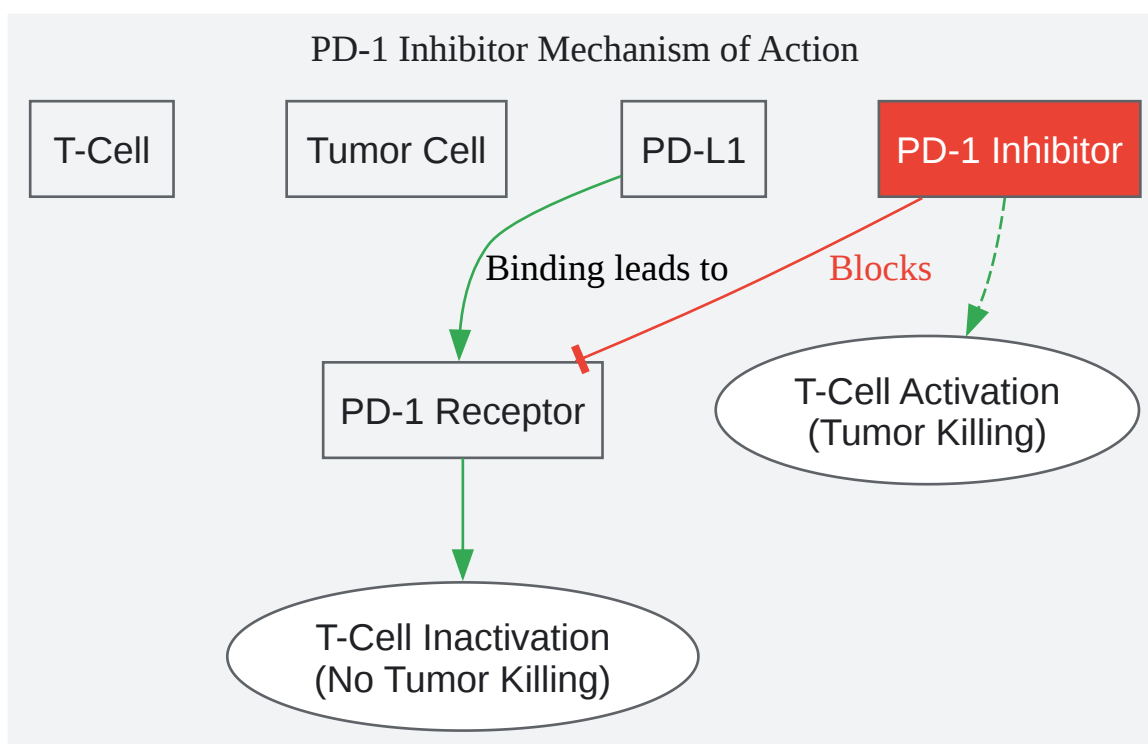 PD-1 Inhibitor Mechanism of Action
T-Cell
Tumor Cell
PD-L1
PD-1 Inhibitor
Binding leads to
Blocks
PD-1 Receptor
T-Cell Activation
(Tumor Killing)
T-Cell Inactivation
(No Tumor Killing)